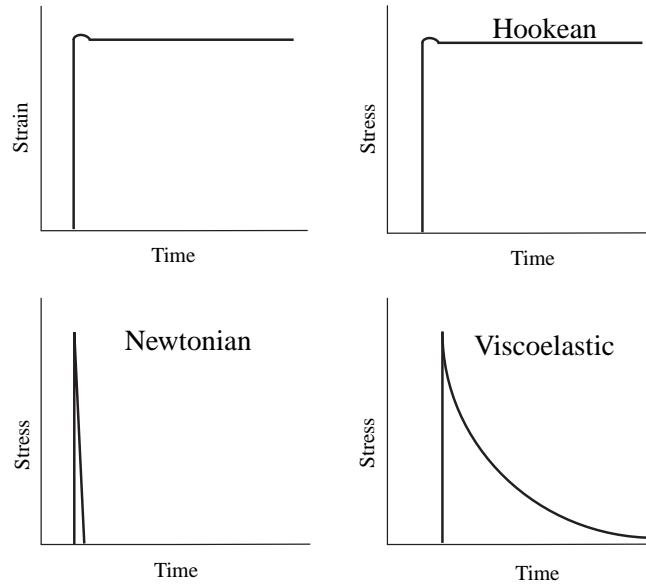 Strain
Time
Hookean
Stress
Time
Newtonian
Stress
Time
Viscoelastic
Stress
Time